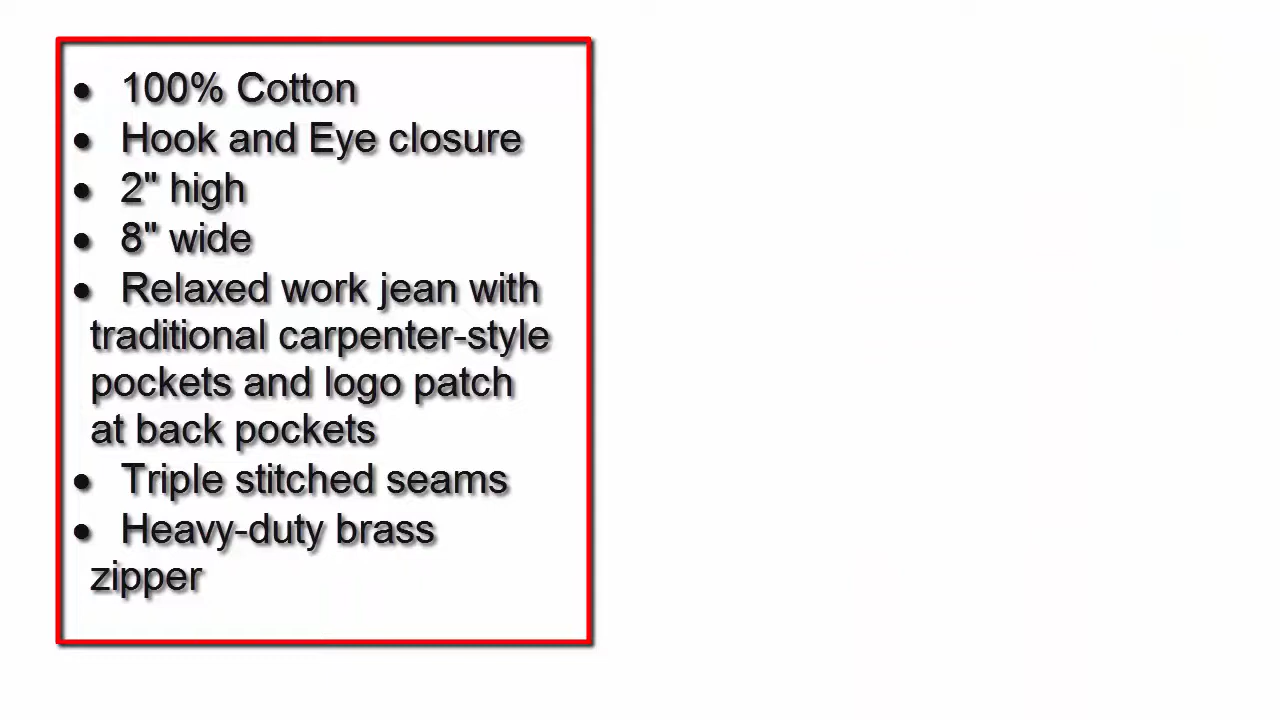 • 100% Cotton
• Hook and Eye closure
• 2" high
• 8" wide
• Relaxed work jean with
traditional carpenter-style
pockets and logo patch
at back pockets
• Triple stitched seams
• Heavy-duty brass
zipper